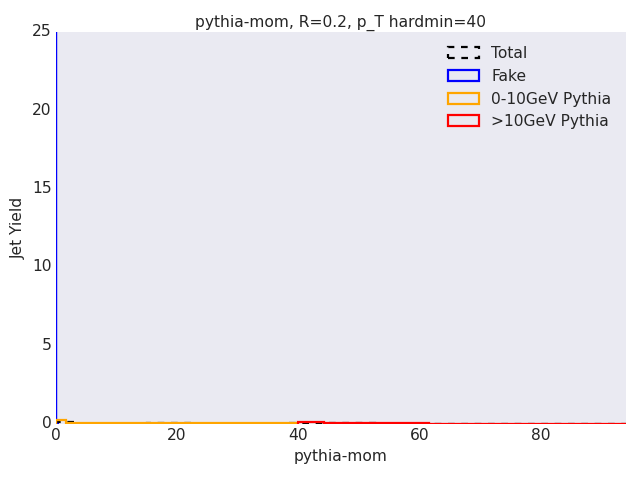 pythia-mom, R=0.2, p_T hardmin=40
Total
Fake
0-10GeV Pythia
>10GeV Pythia
Jet Yield
25
20
15
10
5
0
0 20 40 60 80
pythia-mom